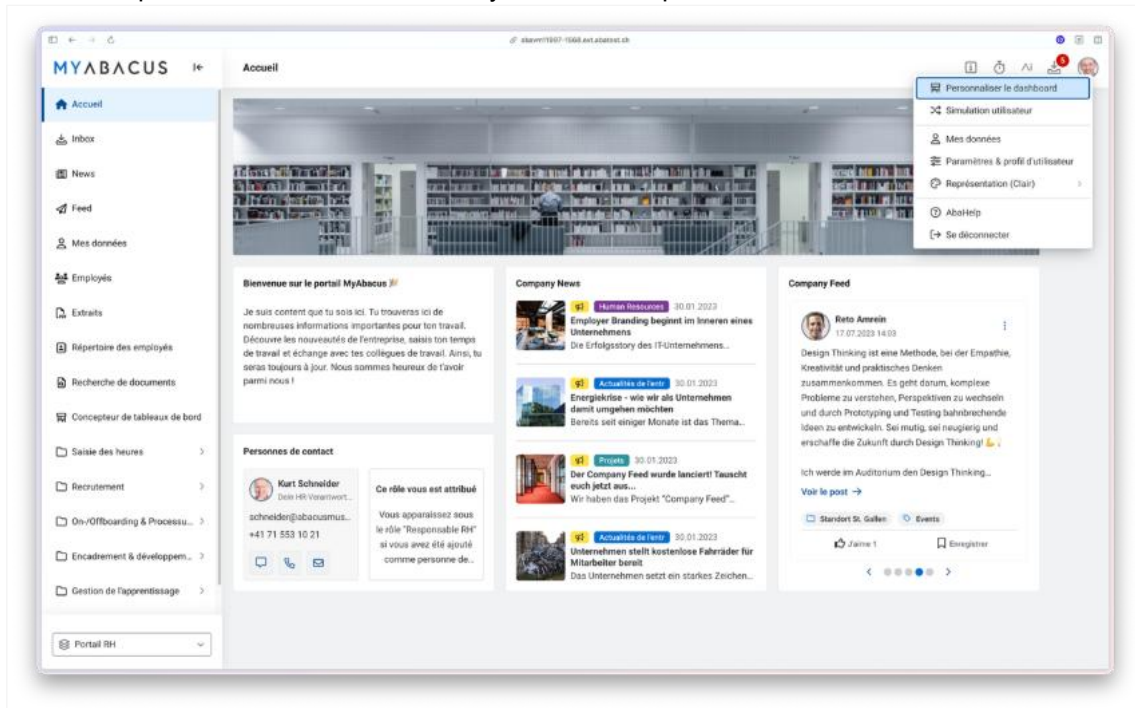 MYΛBΛCUS
Accueil
5
Personnaliser le dashboard
Simulation utilisateur
Mes données
Paramètres & profil d'utilisateur
Représentation (Clair)
AbaHelp
Se déconnecter
Accueil
Inbox
News
Feed
Mes données
Employés
Extraits
Répertoire des employés
Recherche de documents
Concepteur de tableaux de bord
Saisie des heures
Recrutement
On-/Offboarding & Processu...
Encadrement & développem...
Gestion de l'apprentissage
Portail RH
Bienvenue sur le portail MyAbacus 🎉
Je suis content que tu sois ici. Tu trouveras ici de
nombreuses informations importantes pour ton travail.
Découvre les nouveautés de l'entreprise, saisis ton temps
de travail et échange avec tes collègues de travail. Ainsi, tu
seras toujours à jour. Nous sommes heureux de t'avoir
parmi nous !
Personnes de contact
Kurt Schneider
Dein HR Verantwort...
schneider@abacusmus...
+41 71 553 10 21
Ce rôle vous est attribué
Vous apparaissez sous
le rôle "Responsable RH"
si vous avez été ajouté
comme personne de...
Company News
Human Resources 30.01.2023
Employer Branding beginnt im Inneren eines
Unternehmens
Die Erfolgsstory des IT-Unternehmens...
Actualités de l'entr 30.01.2023
Energiekrise - wie wir als Unternehmen
damit umgehen möchten
Bereits seit einiger Monate ist das Thema...
Projets 30.01.2023
Der Company Feed wurde lanciert! Tauscht
euch jetzt aus...
Wir haben das Projekt "Company Feed"...
Actualités de l'entr 30.01.2023
Unternehmen stellt kostenlose Fahrräder für
Mitarbeiter bereit
Das Unternehmen setzt ein starkes Zeichen...
Company Feed
Reto Amrein
17.07.2023 14:03
Design Thinking ist eine Methode, bei der Empathie,
Kreativität und praktisches Denken
zusammenkommen. Es geht darum, komplexe
Probleme zu verstehen, Perspektiven zu wechseln
und durch Prototyping und Testing bahnbrechende
Ideen zu entwickeln. Sei mutig, sei neugierig und
erschaffe die Zukunft durch Design Thinking! 💪💡
Ich werde im Auditorium den Design Thinking...
Voir le post →
Standort St. Gallen Events
J'aime 1 Enregistrer